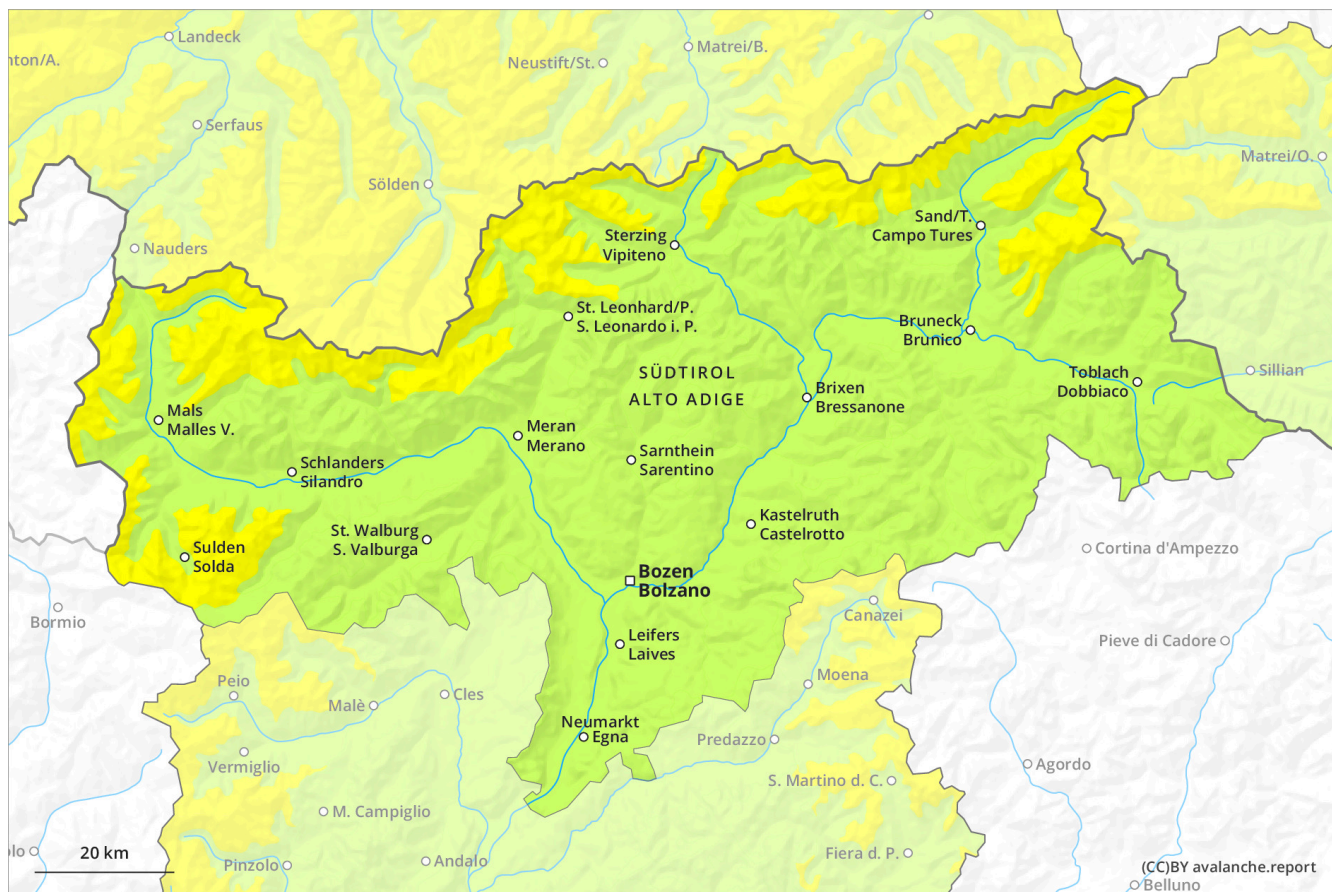 Landeck
nton/A.
Matrei/B.
Neustift/St.
Serfaus
Matrei/O.
Sölden
Nauders
Sand/T.
Campo Tures
Sterzing
Vipiteno
St. Leonhard/P.
S. Leonardo i. P.
Bruneck
Brunico
SÜDTIROL
ALTO ADIGE
Toblach
Dobbiaco
Sillian
Brixen
Bressanone
Mals
Malles V.
Meran
Merano
Sarnthein
Sarentino
Schlanders
Silandro
Kastelruth
Castelrotto
St. Walburg
S. Valburga
Sulden
Solda
Cortina d'Ampezzo
Bozen
Bolzano
Bormio
Canazei
Leifers
Laives
Pieve di Cadore
Peio
Moena
Cles
Malè
Neumarkt
Egna
Predazzo
Vermiglio
Agordo
S. Martino d. C.
M. Campiglio
olo
20 km
Pinzolo
Andalo
Fiera d. P.
(CC)BY avalanche.report
Belluno